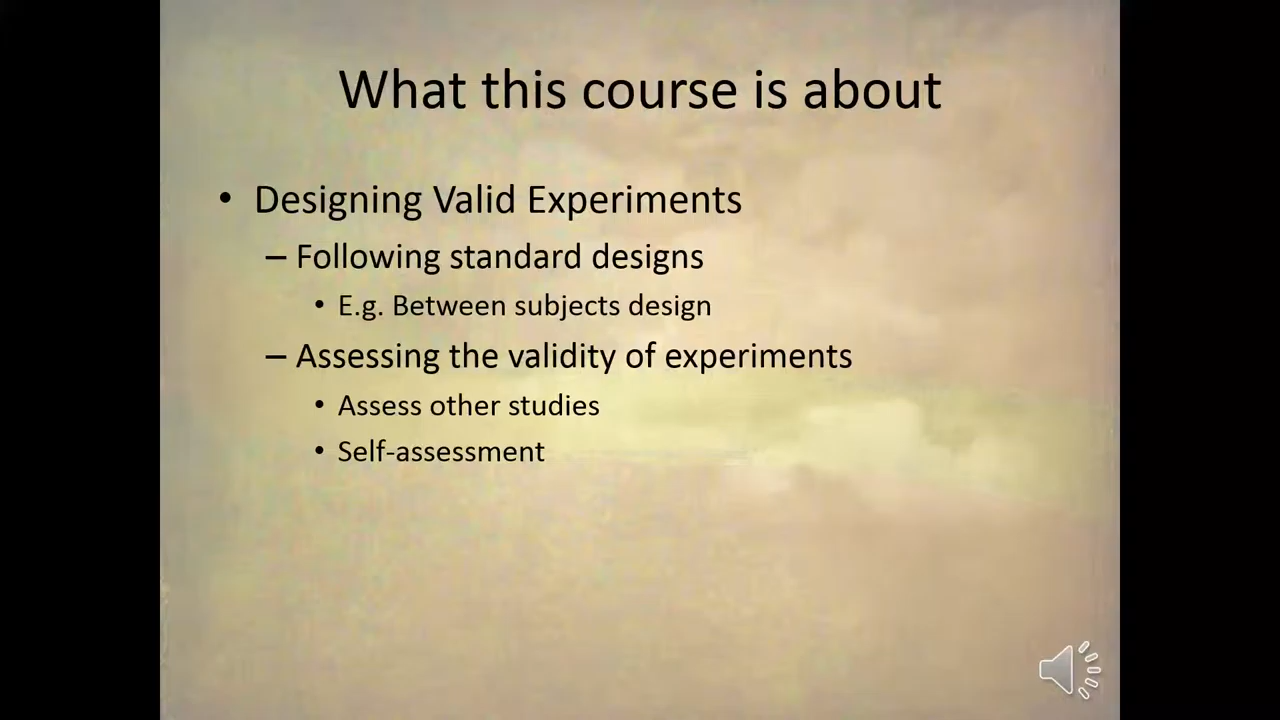 What this course is about
• Designing Valid Experiments
– Following standard designs
• E.g. Between subjects design
– Assessing the validity of experiments
• Assess other studies
• Self-assessment